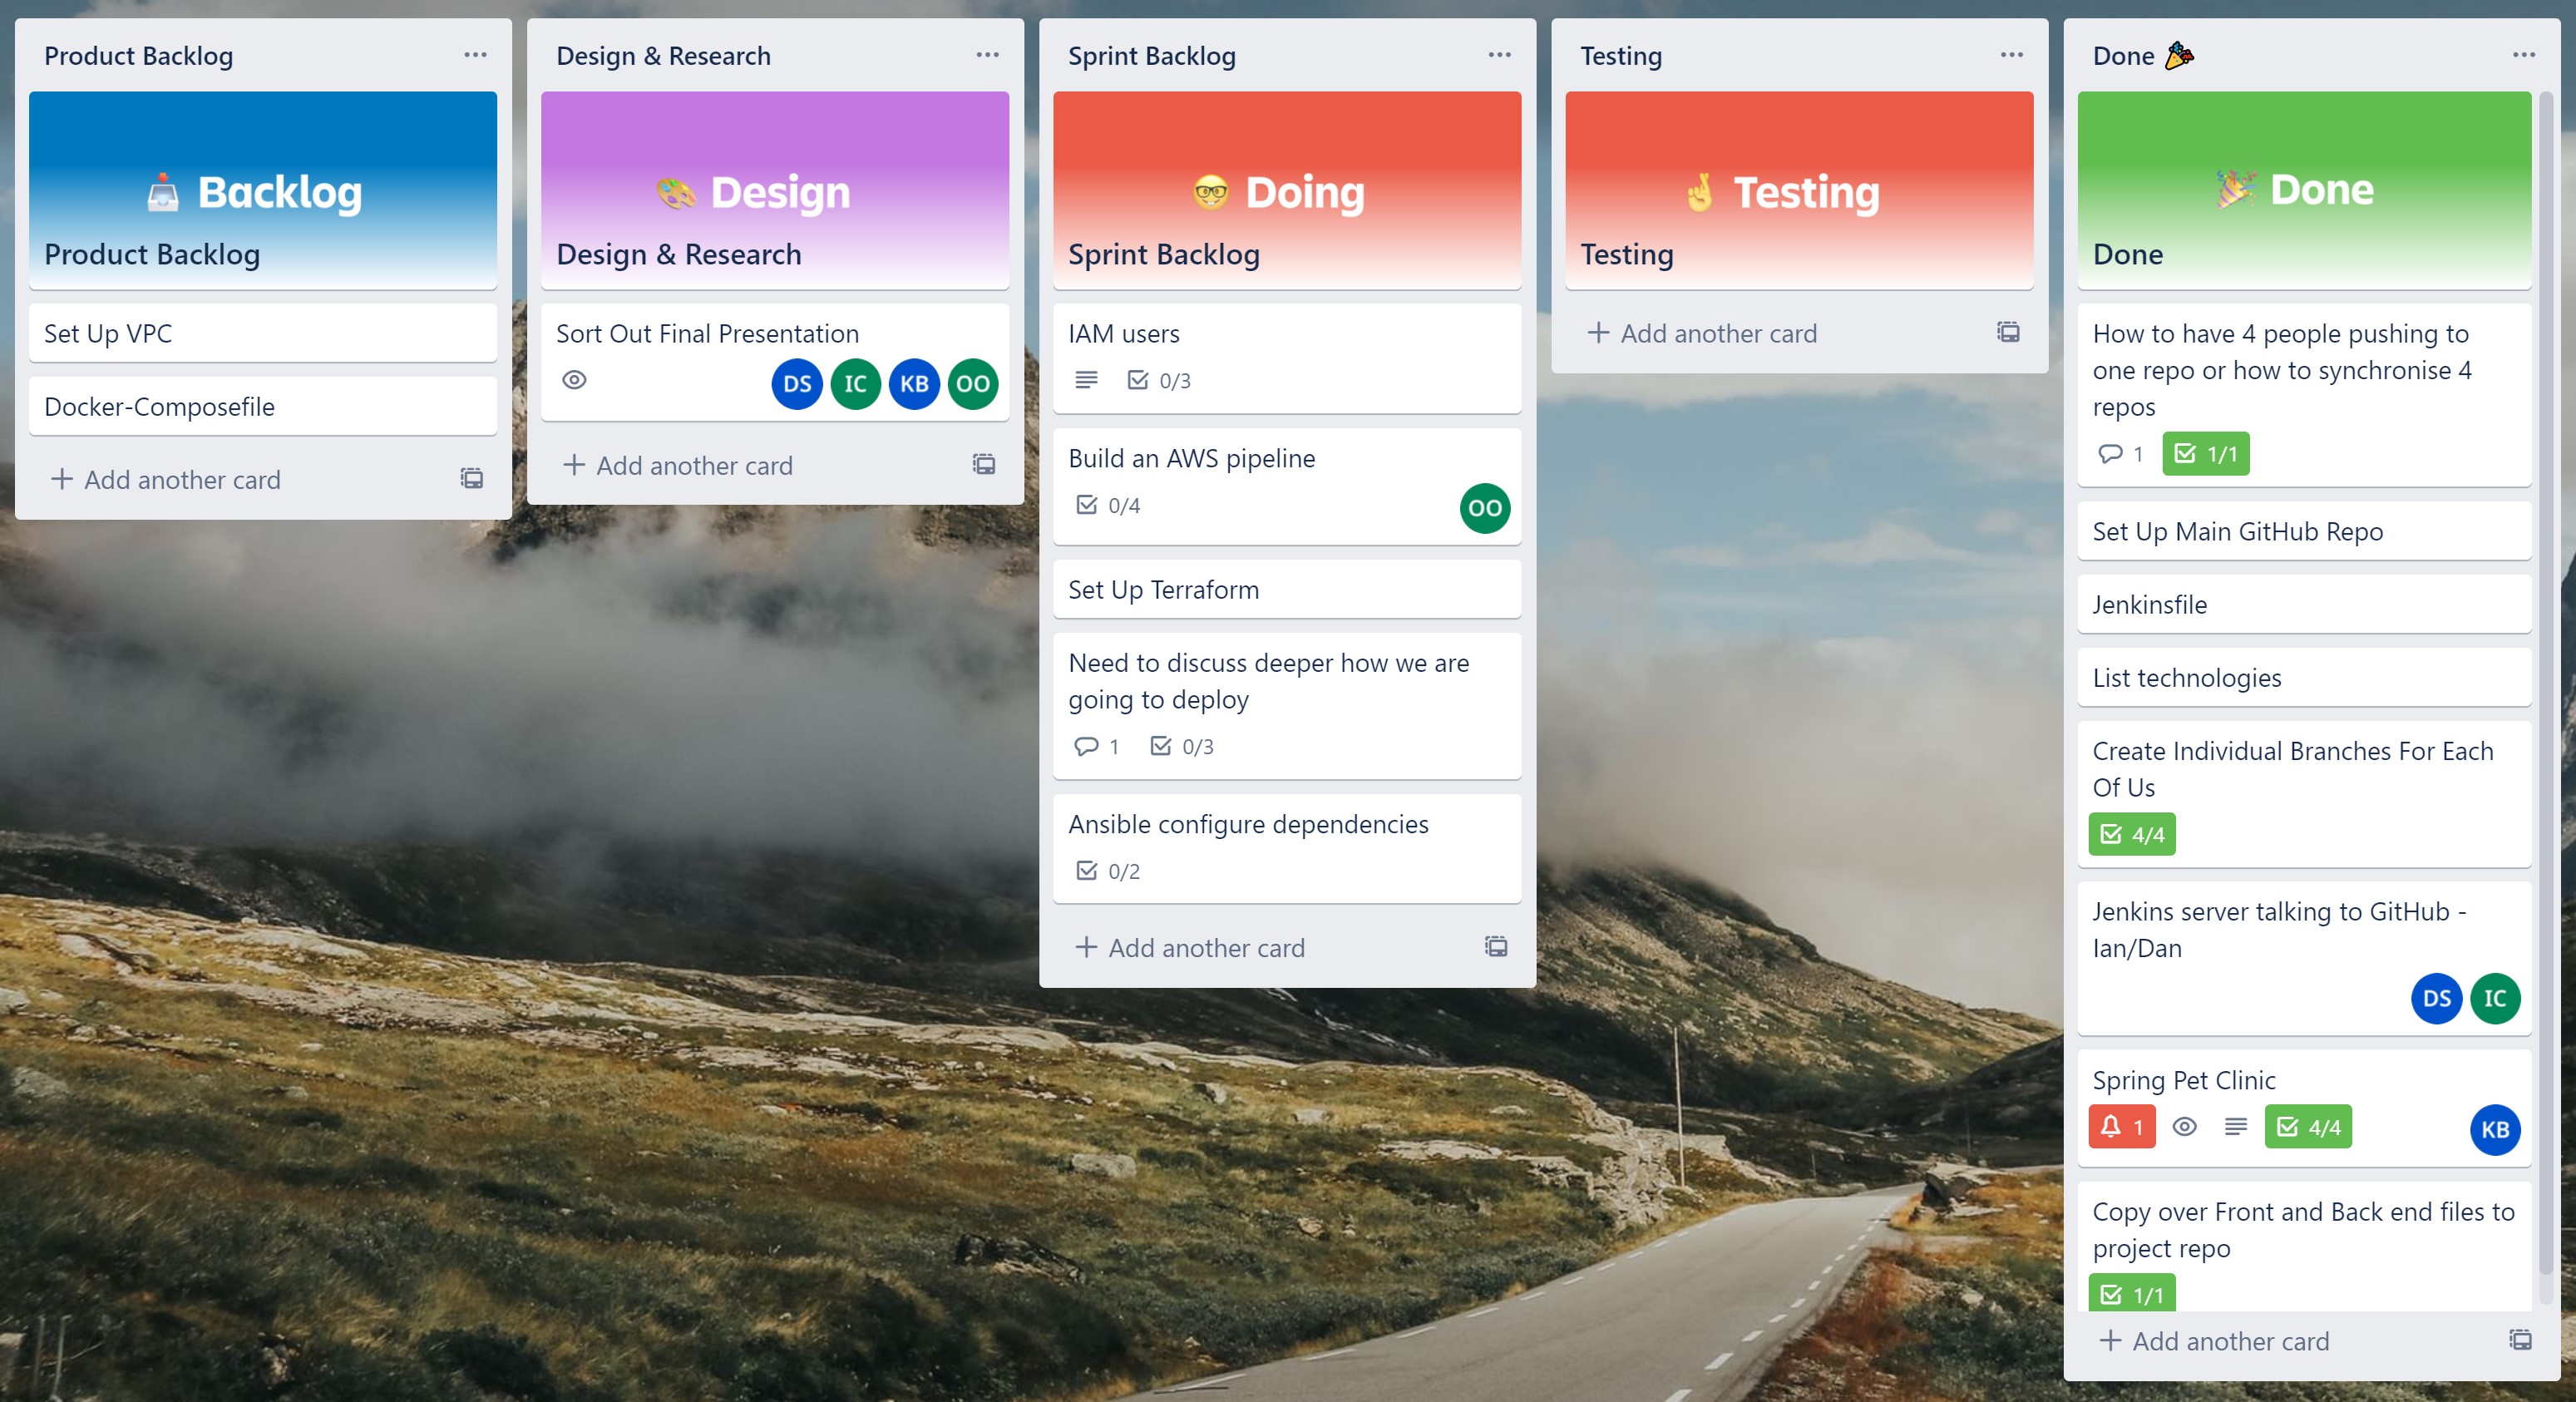 Product Backlog
Backlog
Product Backlog
Set Up VPC
Docker-Composefile
Add another card
Design & Research
Design
Design & Research
Sort Out Final Presentation
DS IC KB OO
Add another card
Sprint Backlog
Doing
Sprint Backlog
IAM users
0/3
Build an AWS pipeline
0/4
OO
Set Up Terraform
Need to discuss deeper how we are
going to deploy
1 0/3
Ansible configure dependencies
0/2
Add another card
Testing
Testing
Testing
Add another card
Done
Done
Done
How to have 4 people pushing to
one repo or how to synchronise 4
repos
1 1/1
Set Up Main GitHub Repo
Jenkinsfile
List technologies
Create Individual Branches For Each
Of Us
4/4
Jenkins server talking to GitHub -
Ian/Dan
DS IC
Spring Pet Clinic
1 4/4 KB
Copy over Front and Back end files to
project repo
1/1
Add another card